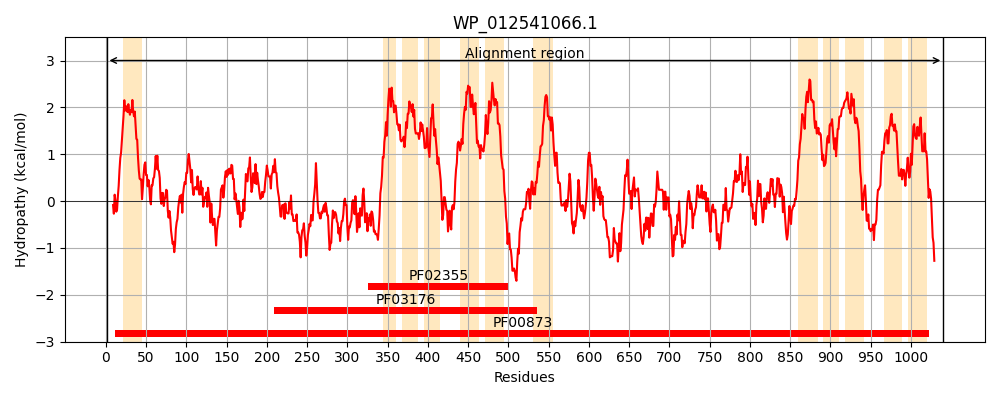 WP_012541066.1
Alignment region
Hydropathy (kcal/mol)
3
2
1
0
−1
−2
−3
PF02355
PF03176
PF00873
0 50 100 150 200 250 300 350 400 450 500 550 600 650 700 750 800 850 900 950 1000
Residues